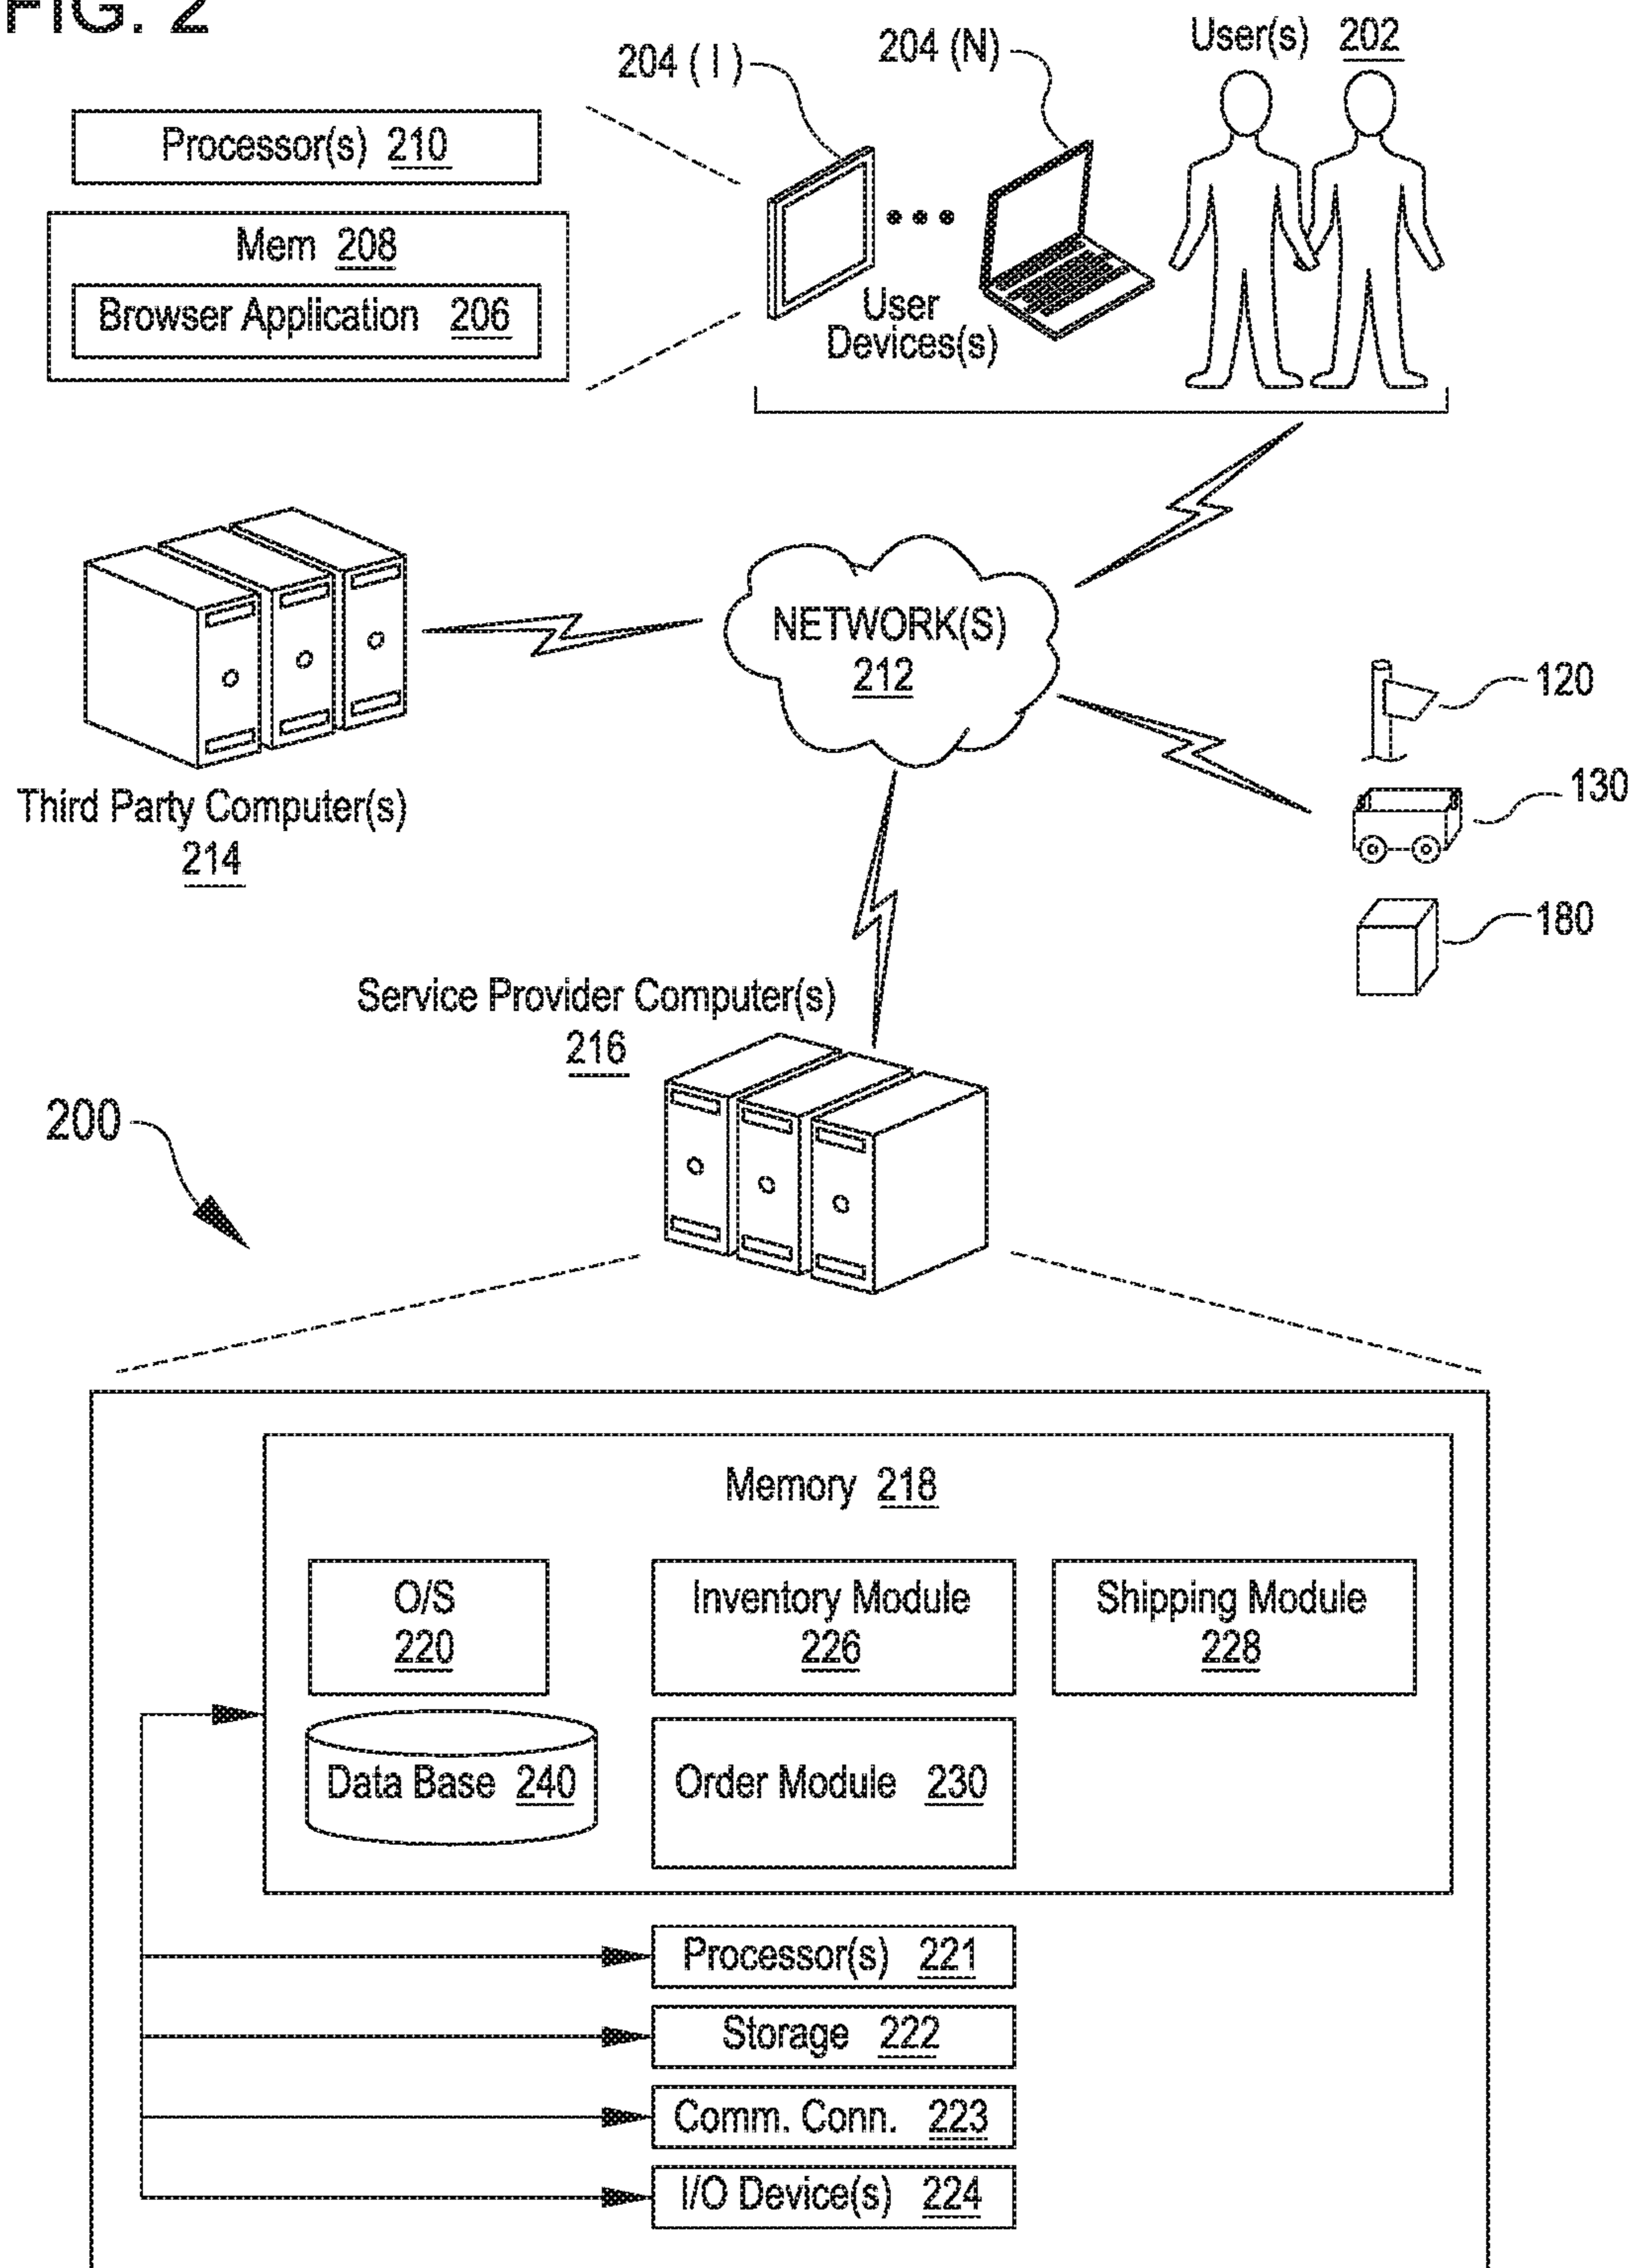 FIG. 2
204 ( I )
204 (N)
User(s) 202
Processor(s) 210
Mem 208
Browser Application 206
User
Devices(s)
NETWORK(S)
212
120
130
180
Third Party Computer(s)
214
Service Provider Computer(s)
216
200
Memory 218
O/S
220
Inventory Module
226
Shipping Module
228
Data Base 240
Order Module 230
Processor(s) 221
Storage 222
Comm. Conn. 223
I/O Device(s) 224